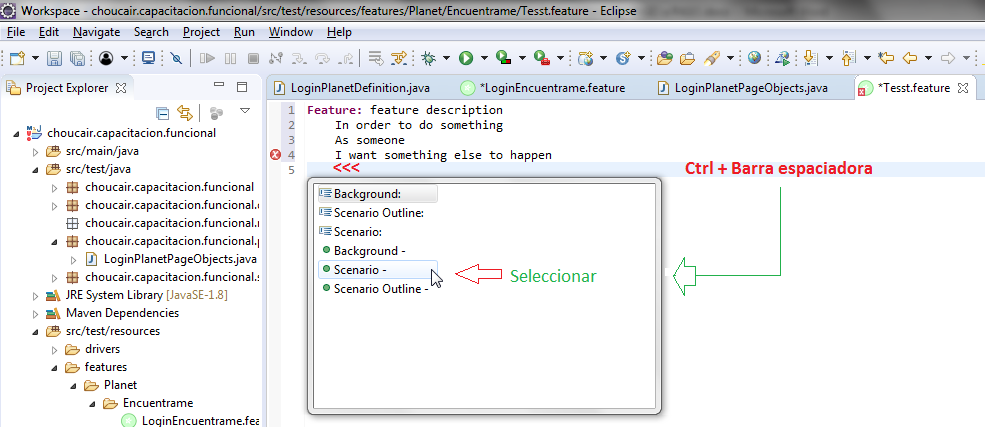 Workspace - choucair.capacitacion.funcional/src/test/resources/features/Planet/Encuentrame/Tesst.feature - Eclipse
File Edit Navigate Search Project Run Window Help
Project Explorer
LoginPlanetDefinition.java *LoginEncuentrame.feature LoginPlanetPageObjects.java *Tesst.feature
choucair.capacitacion.funcional
src/main/java
src/test/java
choucair.capacitacion.funcional
choucair.capacitacion.funcional.
choucair.capacitacion.funcional.
choucair.capacitacion.funcional.p
LoginPlanetPageObjects.java
choucair.capacitacion.funcional.s
JRE System Library [JavaSE-1.8]
Maven Dependencies
src/test/resources
drivers
features
Planet
Encuentrame
LoginEncuentrame.fea
1 Feature: feature description
2 In order to do something
3 As someone
4 I want something else to happen
5 <<<
Ctrl + Barra espaciadora
Background:
Scenario Outline:
Scenario:
Background -
Scenario -
Seleccionar
Scenario Outline -